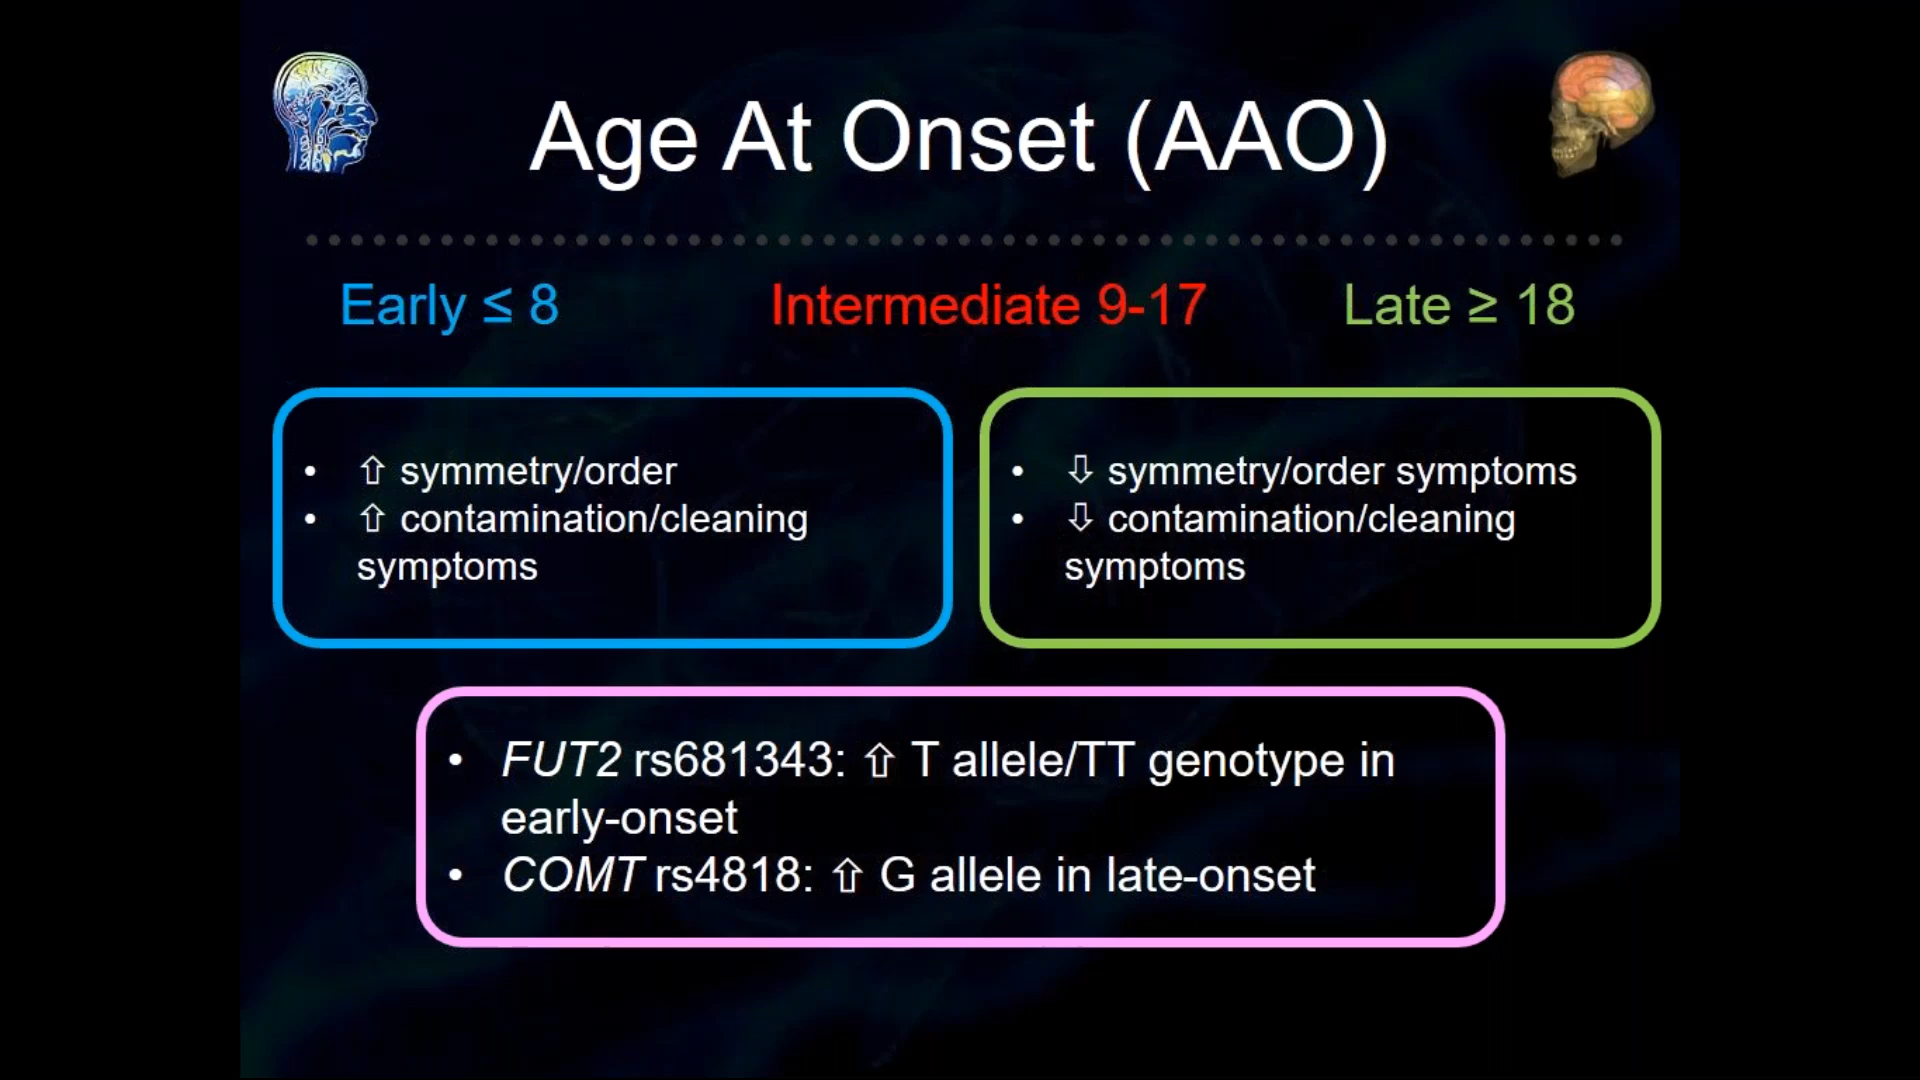 Age At Onset (AAO)
Early ≤ 8 Intermediate 9-17 Late ≥ 18
• ⇧ symmetry/order
• ⇧ contamination/cleaning
symptoms
• ⇩ symmetry/order symptoms
• ⇩ contamination/cleaning
symptoms
• FUT2 rs681343: ⇧ T allele/TT genotype in
early-onset
• COMT rs4818: ⇧ G allele in late-onset